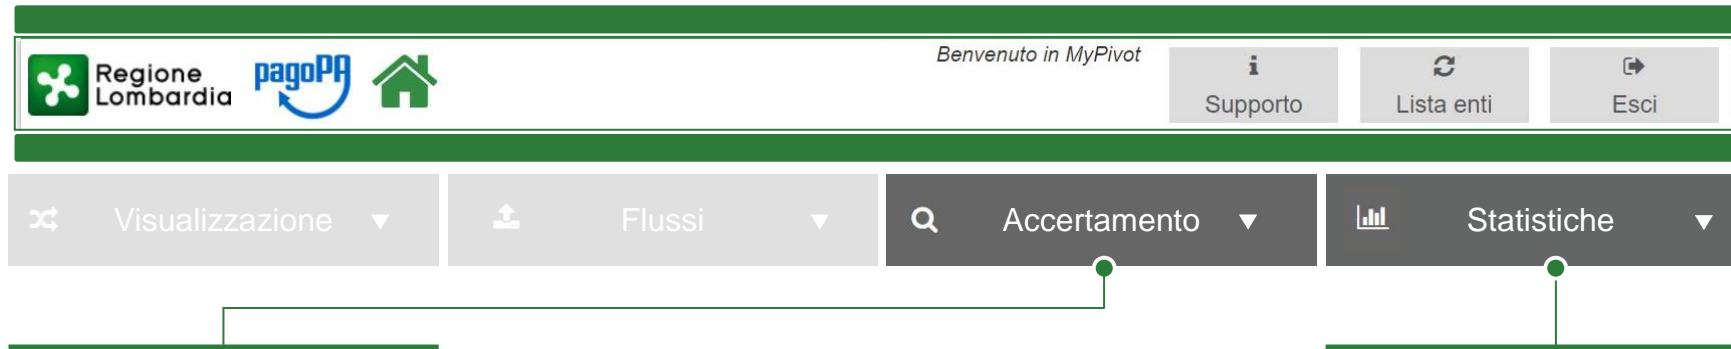 Regione
Lombardia
pagoPA
Benvenuto in MyPivot
Supporto
Lista enti
Esci
Visualizzazione
Flussi
Accertamento
Statistiche